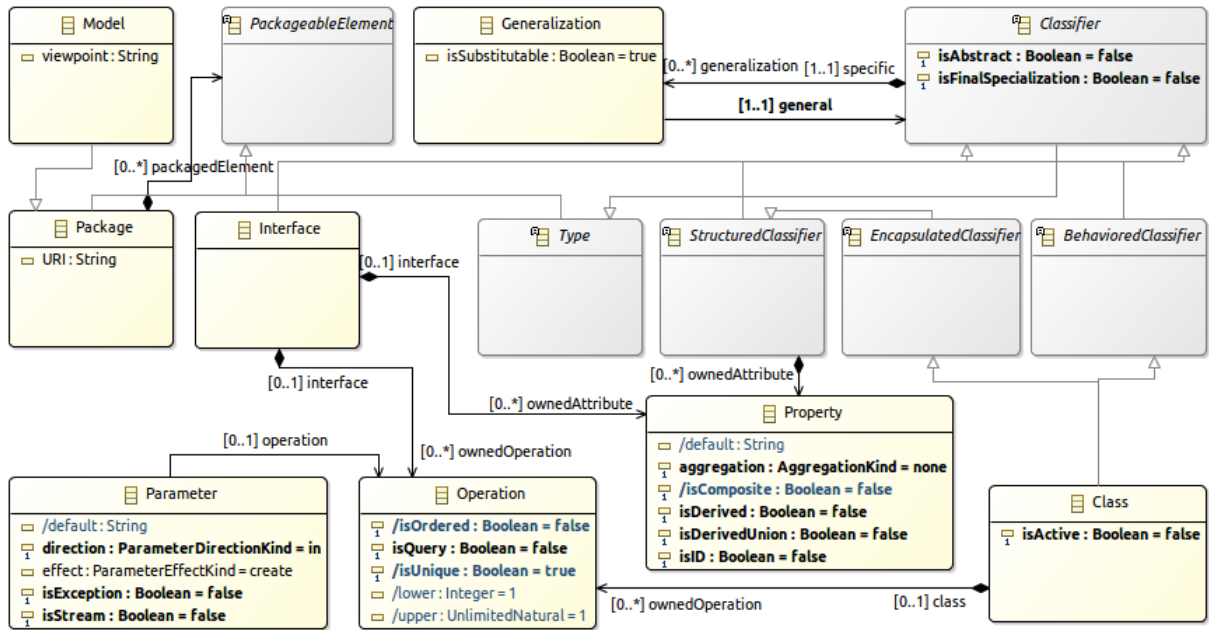 Model
viewpoint : String
PackageableElement
Generalization
isSubstitutable : Boolean = true
Classifier
isAbstract : Boolean = false
isFinalSpecialization : Boolean = false
[0..*] generalization
[1..1] specific
[1..1] general
[0..*] packagedElement
Package
URI : String
Interface
Type
StructuredClassifier
EncapsulatedClassifier
BehavioredClassifier
[0..1] interface
[0..1] interface
[0..*] ownedAttribute
[0..*] ownedAttribute
[0..1] operation
[0..*] ownedOperation
Property
/default : String
aggregation : AggregationKind = none
/isComposite : Boolean = false
isDerived : Boolean = false
isDerivedUnion : Boolean = false
isID : Boolean = false
Parameter
/default : String
direction : ParameterDirectionKind = in
effect : ParameterEffectKind = create
isException : Boolean = false
isStream : Boolean = false
Operation
/isOrdered : Boolean = false
isQuery : Boolean = false
/isUnique : Boolean = true
/lower : Integer = 1
/upper : UnlimitedNatural = 1
Class
isActive : Boolean = false
[0..*] ownedOperation
[0..1] class